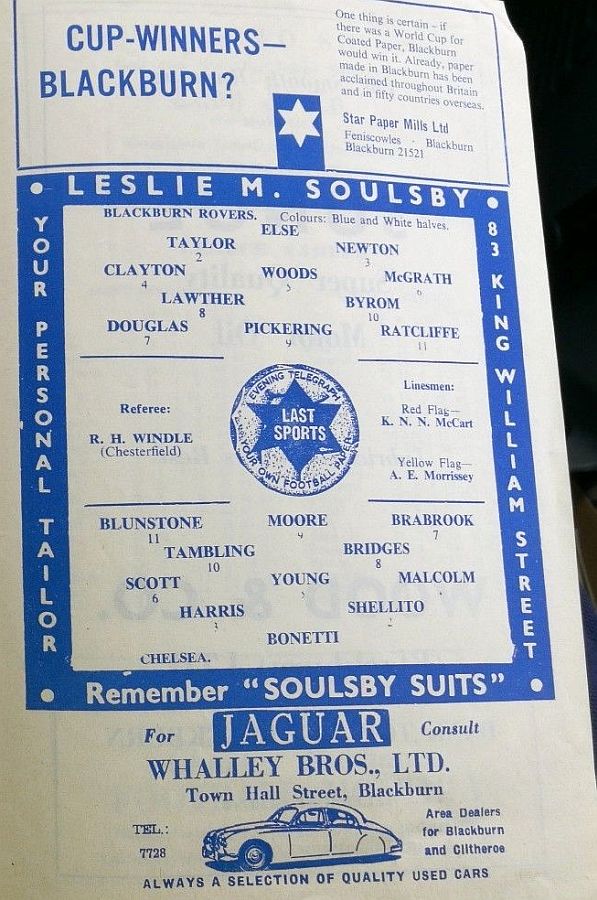 CUP-WINNERS—
BLACKBURN?
One thing is certain - if
there was a World Cup for
Coated Paper, Blackburn
would win it. Already, paper
made in Blackburn has been
acclaimed throughout Britain
and in fifty countries overseas.
Star Paper Mills Ltd
Feniscowles · Blackburn
Blackburn 21521
LESLIE M. SOULSBY
YOUR PERSONAL TAILOR
83 KING WILLIAM STREET
BLACKBURN ROVERS. Colours: Blue and White halves.
ELSE
TAYLOR NEWTON
2 3
CLAYTON WOODS McGRATH
4 5 6
LAWTHER BYROM
8 10
DOUGLAS PICKERING RATCLIFFE
7 9 11
Referee:
R. H. WINDLE
(Chesterfield)
EVENING TELEGRAPH
LAST
SPORTS
YOUR OWN FOOTBALL PAPER
Linesmen:
Red Flag—
K. N. N. McCart
Yellow Flag—
A. E. Morrissey
BLUNSTONE MOORE BRABROOK
11 9 7
TAMBLING BRIDGES
10 8
SCOTT YOUNG MALCOLM
6
HARRIS SHELLITO
3 2
BONETTI
CHELSEA.
Remember "SOULSBY SUITS"
For JAGUAR Consult
WHALLEY BROS., LTD.
Town Hall Street, Blackburn
TEL.:
7728
Area Dealers
for Blackburn
and Clitheroe
ALWAYS A SELECTION OF QUALITY USED CARS